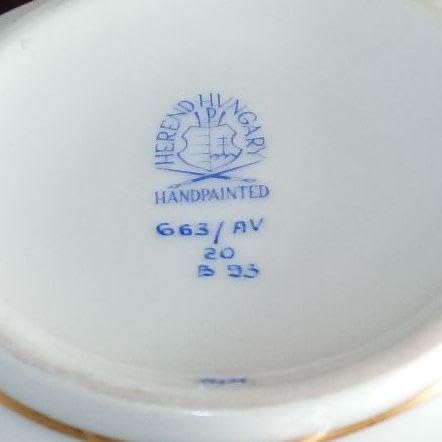 HEREND HUNGARY
HANDPAINTED
663/AV
20
B 93